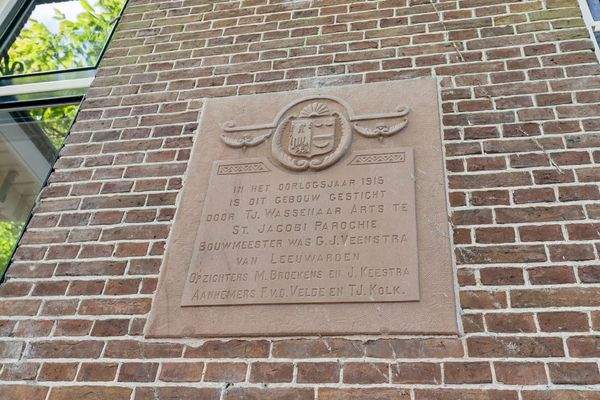 IN HET OORLOGSJAAR 1915
IS DIT GEBOUW GESTICHT
DOOR TJ. WASSENAAR ARTS TE
ST. JACOBI PAROCHIE
BOUWMEESTER WAS G.J. VEENSTRA
VAN LEEUWARDEN
OPZICHTERS M. BROEKENS EN J. KEESTRA
AANNEMERS F.V.D. VELDE EN TJ. KOLK.